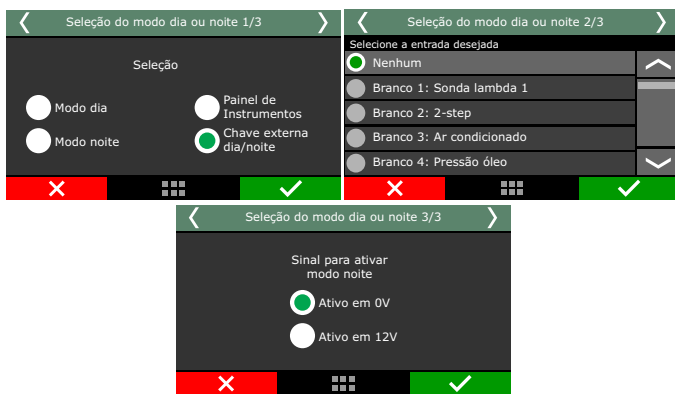 Seleção do modo dia ou noite 1/3
Seleção
Modo dia
Painel de
Instrumentos
Modo noite
Chave externa
dia/noite
Seleção do modo dia ou noite 2/3
Selecione a entrada desejada
Nenhum
Branco 1: Sonda lambda 1
Branco 2: 2-step
Branco 3: Ar condicionado
Branco 4: Pressão óleo
Seleção do modo dia ou noite 3/3
Sinal para ativar
modo noite
Ativo em 0V
Ativo em 12V